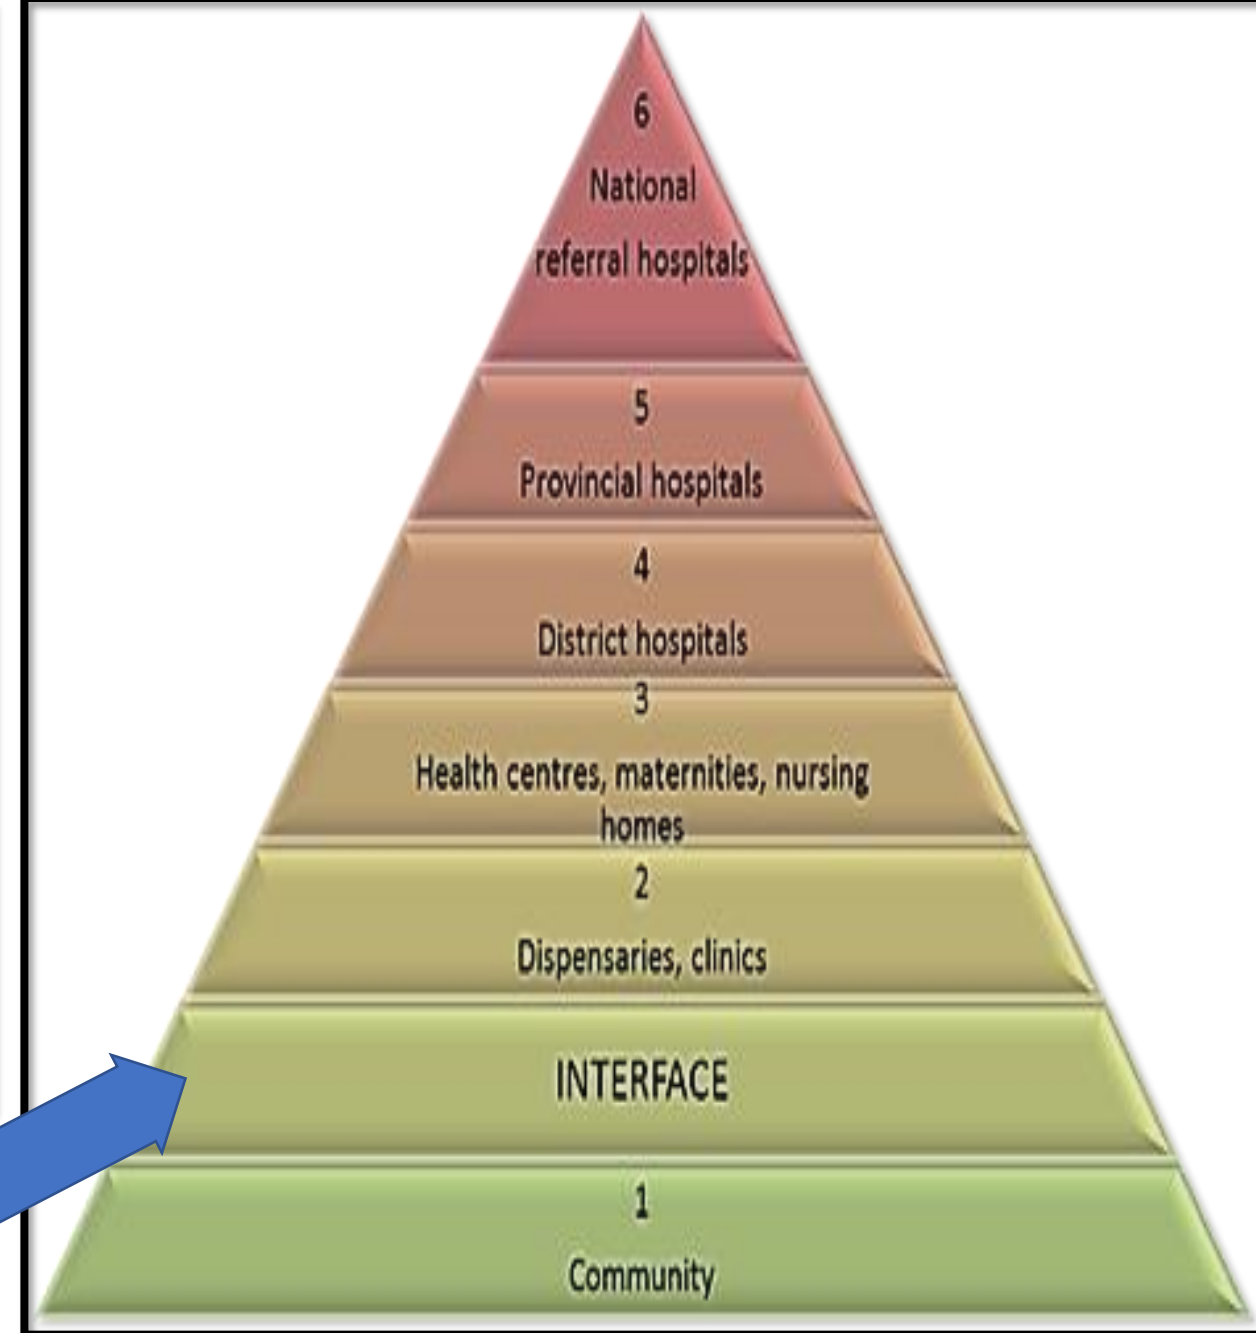 6
National
referral hospitals
5
Provincial hospitals
4
District hospitals
3
Health centres, maternities, nursing
homes
2
Dispensaries, clinics
INTERFACE
1
Community